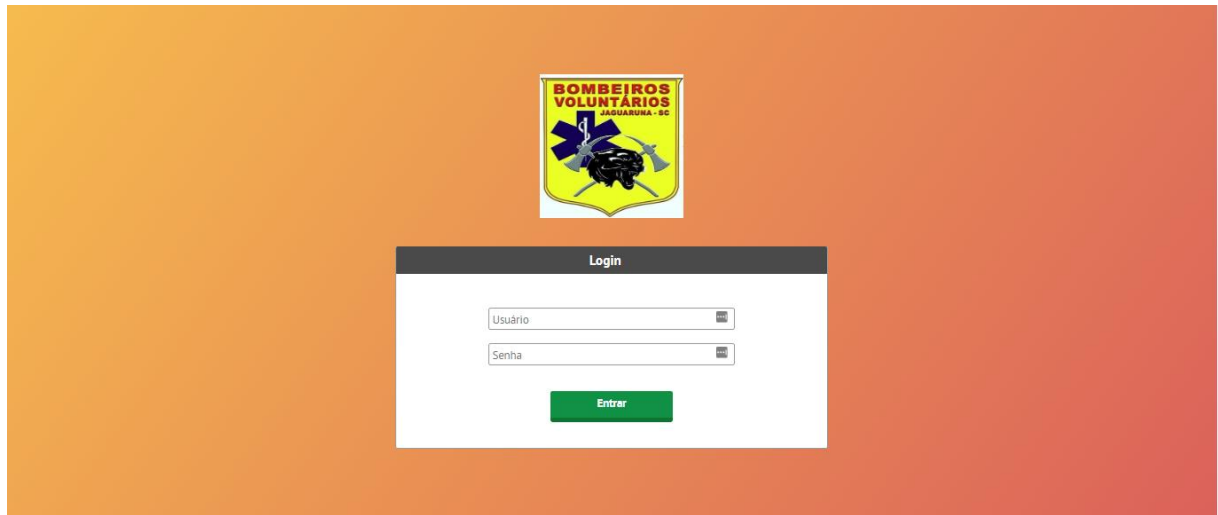 BOMBEIROS
VOLUNTÁRIOS
JAGUARUNA - SC
Login
Usuário
Senha
Entrar